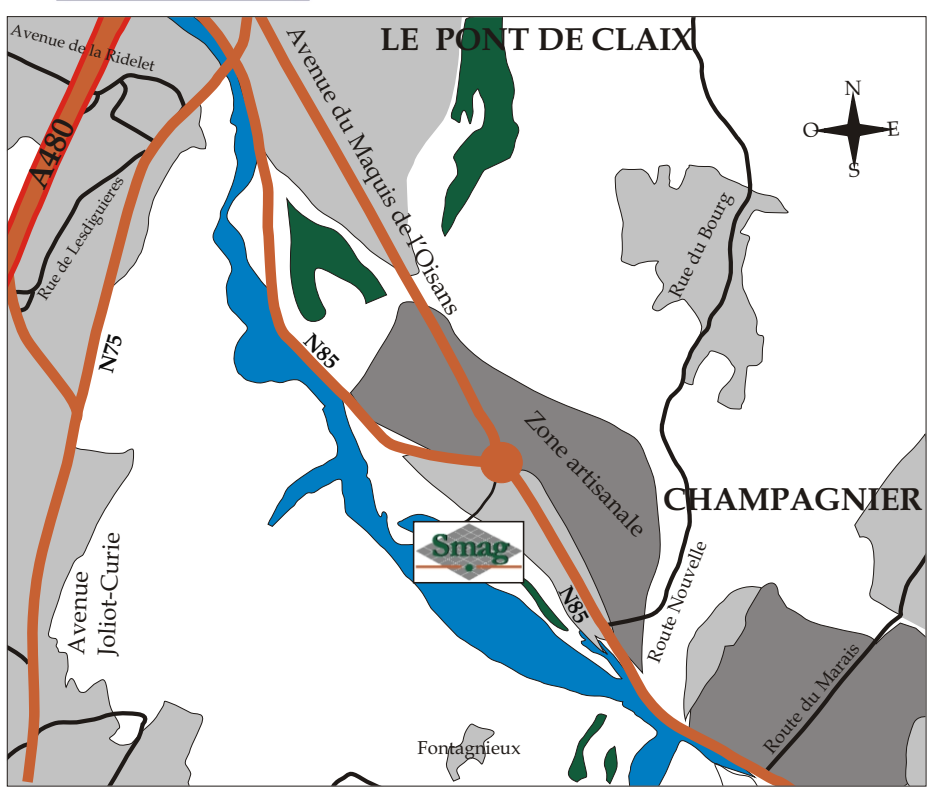 LE PONT DE CLAIX
Avenue de la Ridelet
Avenue du Maquis de l'Oisans
A480
N
O
E
S
Rue de Lesdiguieres
Rue du Bourg
N75
N85
Zone artisanale
CHAMPAGNIER
Smag
Avenue
Joliot-Curie
N85
Route Nouvelle
Route du Marais
Fontagnieux